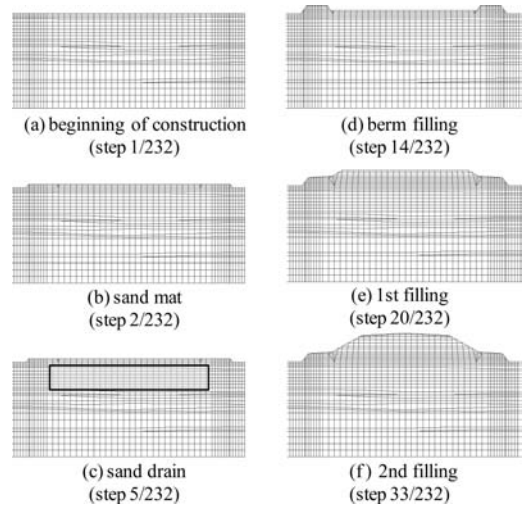 (a) beginning of construction
(step 1/232)
(b) sand mat
(step 2/232)
(c) sand drain
(step 5/232)
(d) berm filling
(step 14/232)
(e) 1st filling
(step 20/232)
(f) 2nd filling
(step 33/232)